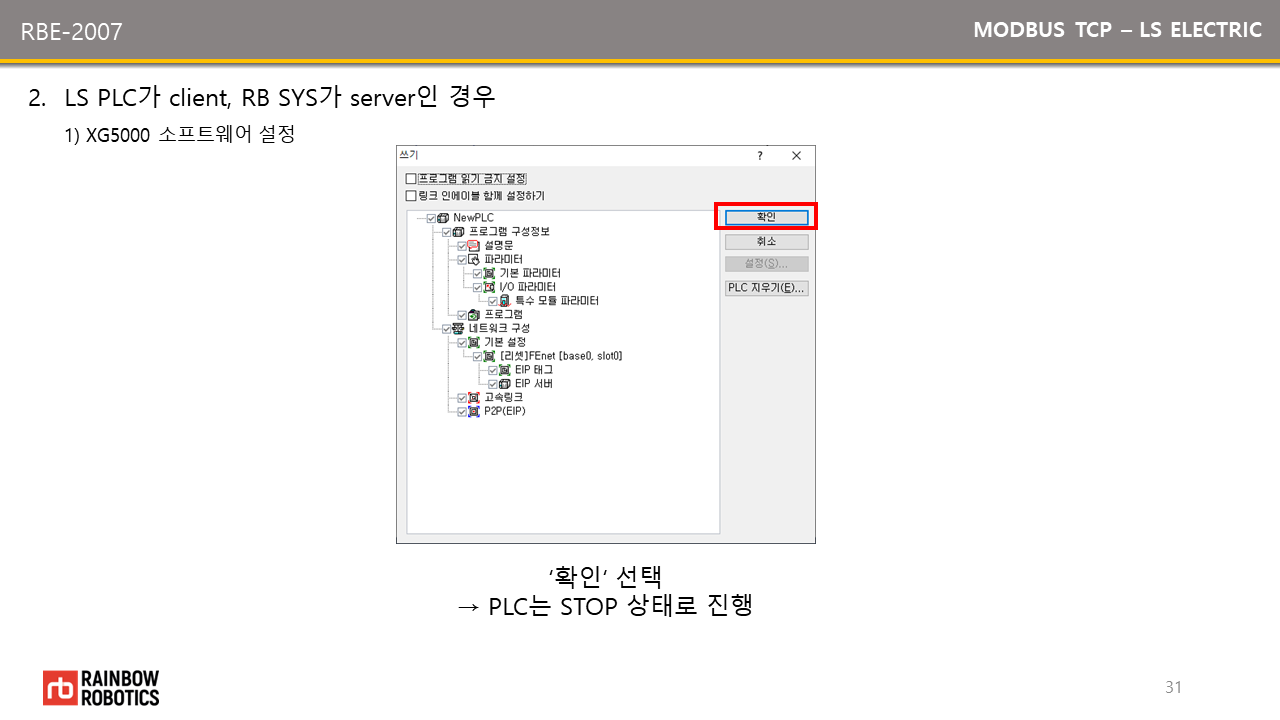 RBE-2007
MODBUS TCP – LS ELECTRIC
2. LS PLC가 client, RB SYS가 server인 경우
1) XG5000 소프트웨어 설정
쓰기
?
프로그램 읽기 금지 설정
링크 인에이블 함께 설정하기
NewPLC
프로그램 구성정보
설명문
파라미터
기본 파라미터
I/O 파라미터
특수 모듈 파라미터
프로그램
네트워크 구성
기본 설정
[리셋]FEnet [base0, slot0]
EIP 태그
EIP 서버
고속링크
P2P(EIP)
확인
취소
설정(S)...
PLC 지우기(E)...
‘확인‘ 선택
→ PLC는 STOP 상태로 진행
rb RAINBOW
ROBOTICS
31